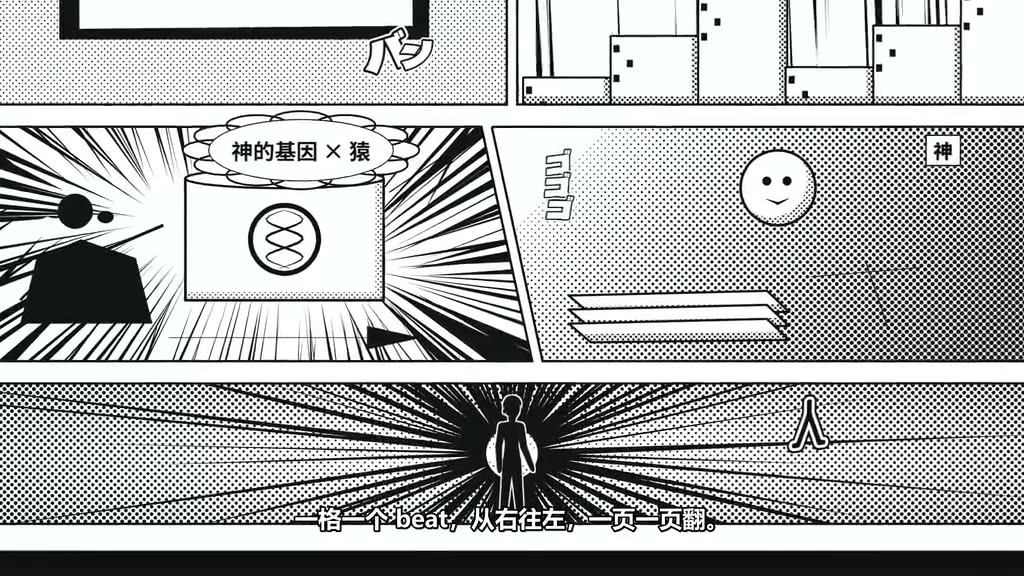 バン
神的基因 × 猿
ゴゴゴ
神
人
一格一个 beat，从右往左，一页一页翻。